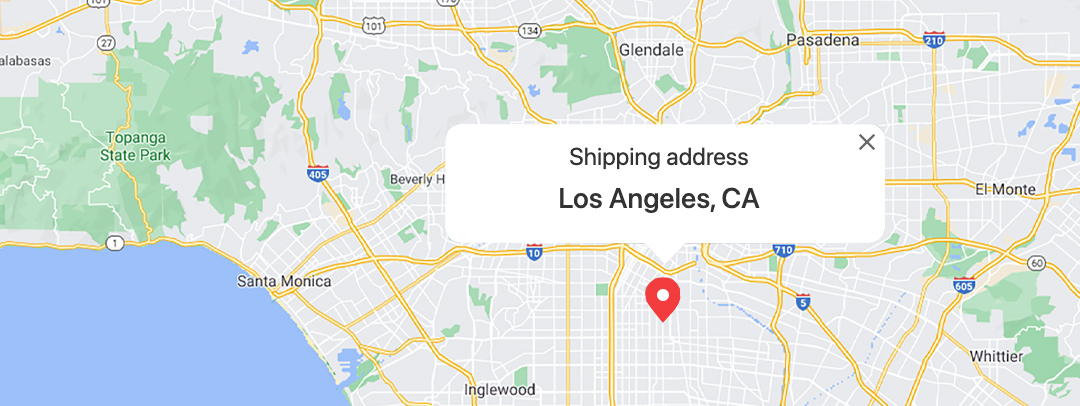 101
101
134
27
Glendale
Pasadena
210
alabasas
Topanga
State Park
405
Beverly H
Shipping address
Los Angeles, CA
El Monte
1
10
710
60
Santa Monica
605
5
Whittier
Inglewood